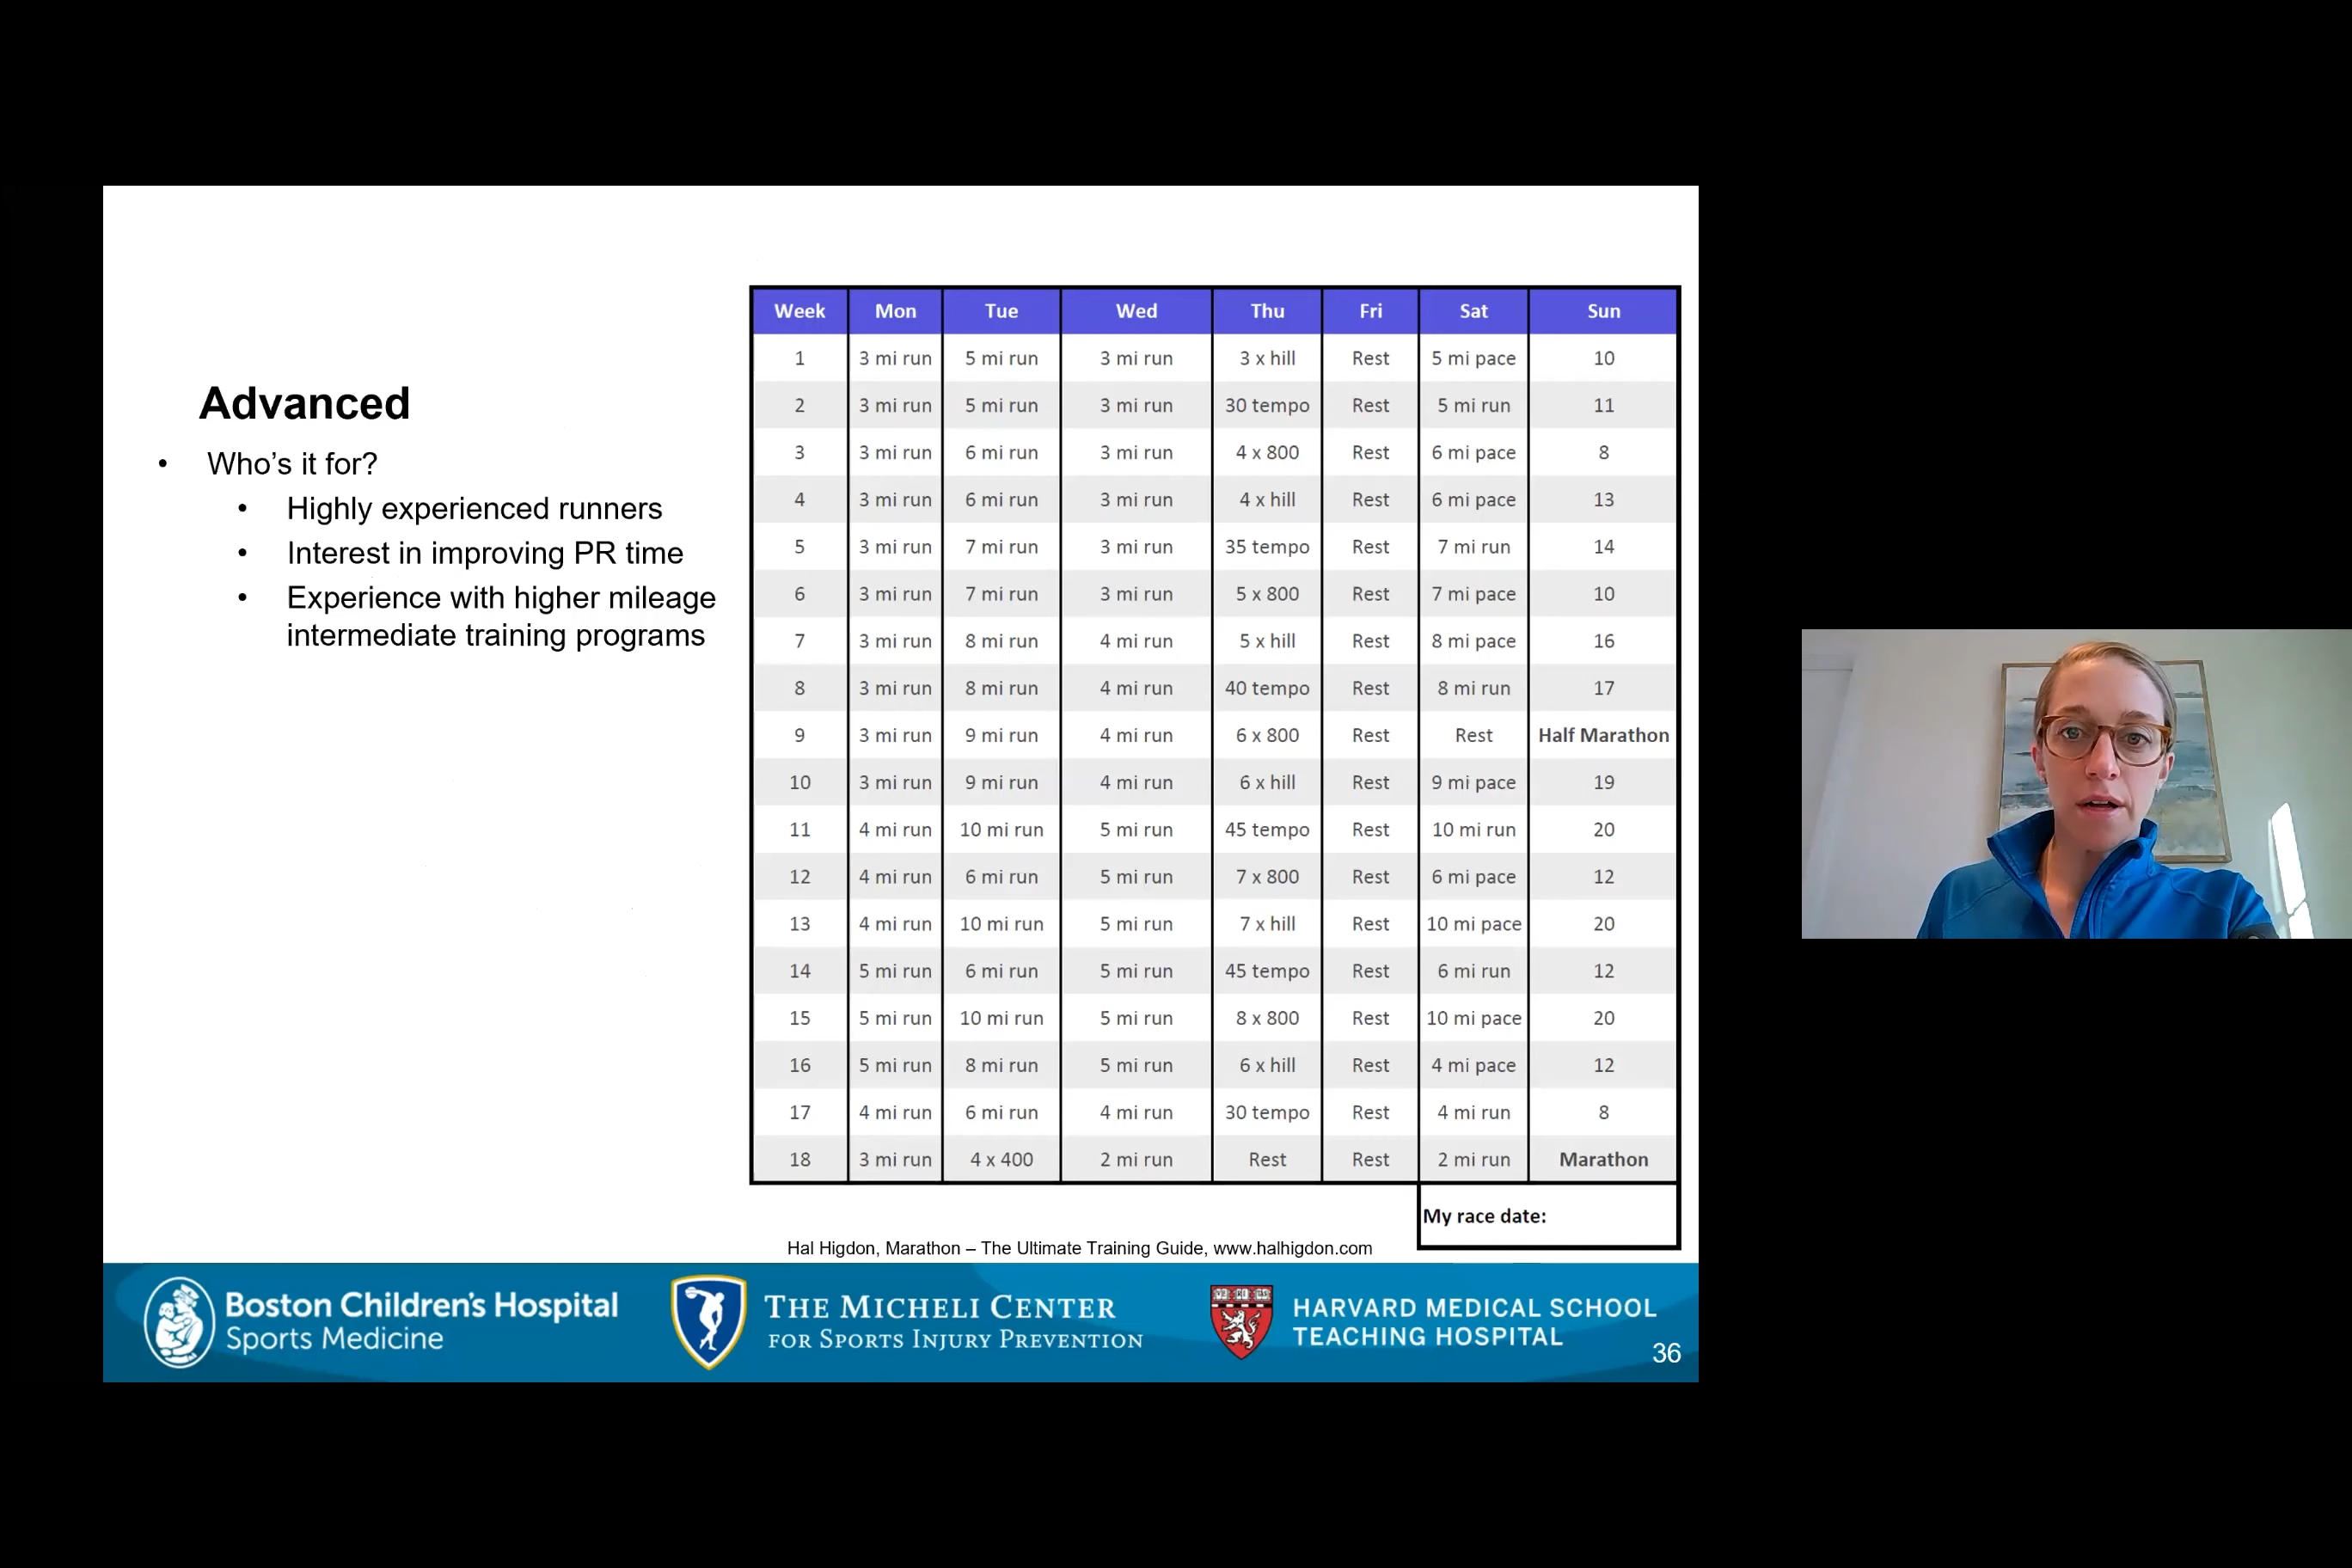 Advanced
• Who's it for?
• Highly experienced runners
• Interest in improving PR time
• Experience with higher mileage
intermediate training programs
Week Mon Tue Wed Thu Fri Sat Sun
1 3 mi run 5 mi run 3 mi run 3 x hill Rest 5 mi pace 10
2 3 mi run 5 mi run 3 mi run 30 tempo Rest 5 mi run 11
3 3 mi run 6 mi run 3 mi run 4 x 800 Rest 6 mi pace 8
4 3 mi run 6 mi run 3 mi run 4 x hill Rest 6 mi pace 13
5 3 mi run 7 mi run 3 mi run 35 tempo Rest 7 mi run 14
6 3 mi run 7 mi run 3 mi run 5 x 800 Rest 7 mi pace 10
7 3 mi run 8 mi run 4 mi run 5 x hill Rest 8 mi pace 16
8 3 mi run 8 mi run 4 mi run 40 tempo Rest 8 mi run 17
9 3 mi run 9 mi run 4 mi run 6 x 800 Rest Rest Half Marathon
10 3 mi run 9 mi run 4 mi run 6 x hill Rest 9 mi pace 19
11 4 mi run 10 mi run 5 mi run 45 tempo Rest 10 mi run 20
12 4 mi run 6 mi run 5 mi run 7 x 800 Rest 6 mi pace 12
13 4 mi run 10 mi run 5 mi run 7 x hill Rest 10 mi pace 20
14 5 mi run 6 mi run 5 mi run 45 tempo Rest 6 mi run 12
15 5 mi run 10 mi run 5 mi run 8 x 800 Rest 10 mi pace 20
16 5 mi run 8 mi run 5 mi run 6 x hill Rest 4 mi pace 12
17 4 mi run 6 mi run 4 mi run 30 tempo Rest 4 mi run 8
18 3 mi run 4 x 400 2 mi run Rest Rest 2 mi run Marathon
My race date:
Hal Higdon, Marathon – The Ultimate Training Guide, www.halhigdon.com
Boston Children's Hospital
Sports Medicine
THE MICHELI CENTER
FOR SPORTS INJURY PREVENTION
HARVARD MEDICAL SCHOOL
TEACHING HOSPITAL
36